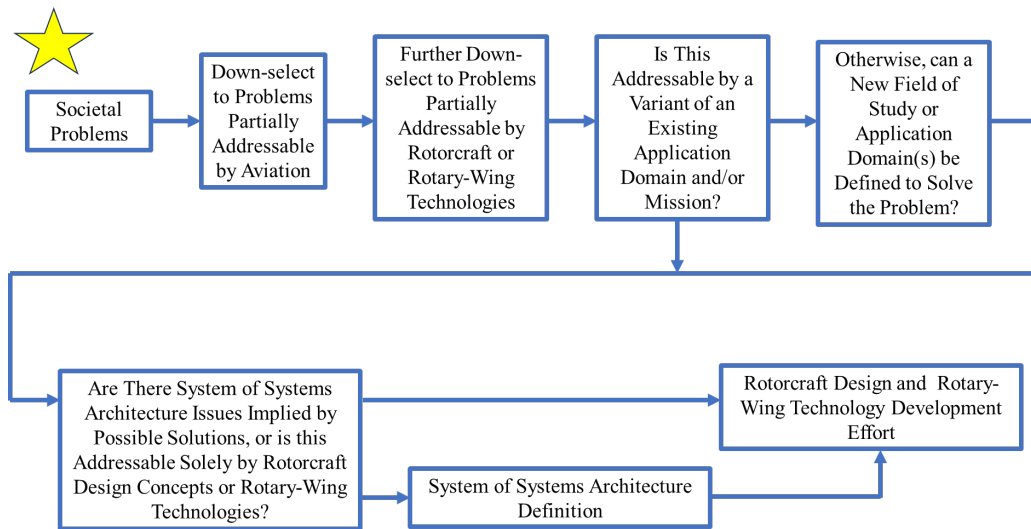 Societal
Problems
Down-select
to Problems
Partially
Addressable
by Aviation
Further Down-
select to Problems
Partially
Addressable by
Rotorcraft or
Rotary-Wing
Technologies
Is This
Addressable by a
Variant of an
Existing
Application
Domain and/or
Mission?
Otherwise, can a
New Field of
Study or
Application
Domain(s) be
Defined to Solve
the Problem?
Are There System of Systems
Architecture Issues Implied by
Possible Solutions, or is this
Addressable Solely by Rotorcraft
Design Concepts or Rotary-Wing
Technologies?
System of Systems Architecture
Definition
Rotorcraft Design and Rotary-
Wing Technology Development
Effort